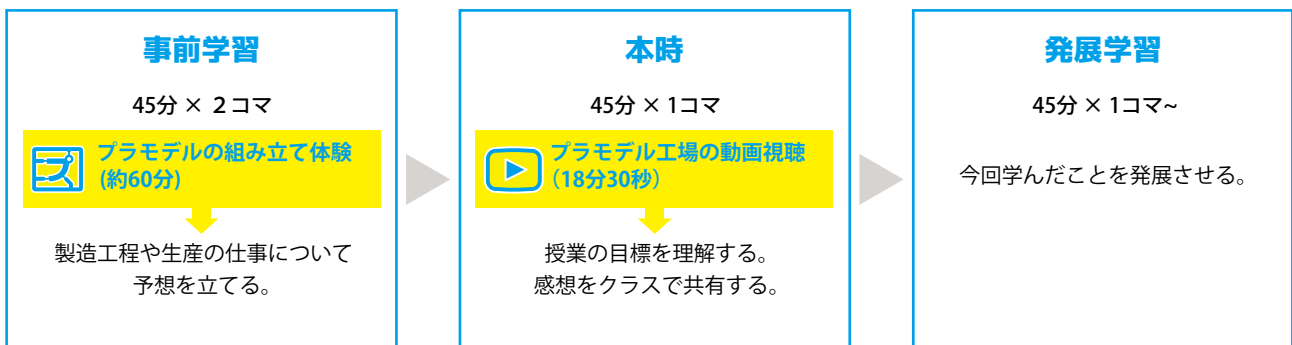 事前学習
45分 × 2コマ
プラモデルの組み立て体験
(約60分)
製造工程や生産の仕事について
予想を立てる。
本時
45分 × 1コマ
プラモデル工場の動画視聴
（18分30秒）
授業の目標を理解する。
感想をクラスで共有する。
発展学習
45分 × 1コマ~
今回学んだことを発展させる。